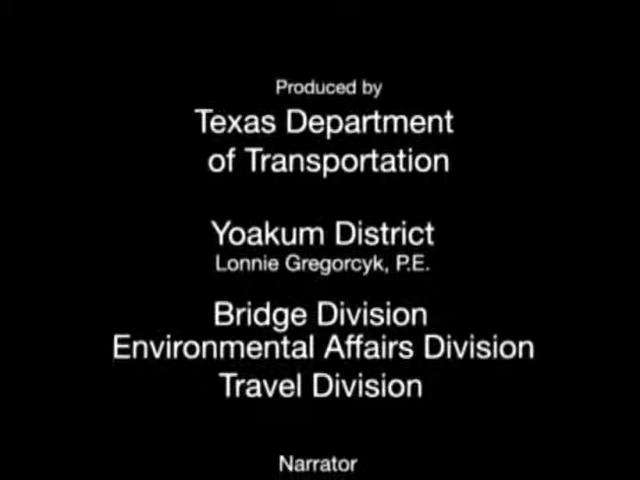 Produced by
Texas Department
of Transportation
Yoakum District
Lonnie Gregorcyk, P.E.
Bridge Division
Environmental Affairs Division
Travel Division
Narrator